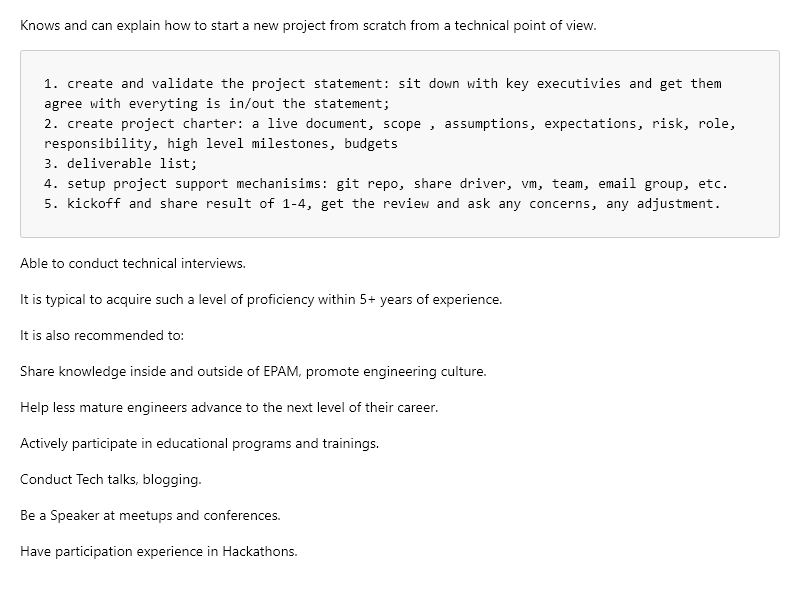 Knows and can explain how to start a new project from scratch from a technical point of view.
1. create and validate the project statement: sit down with key executivies and get them
agree with everyting is in/out the statement;
2. create project charter: a live document, scope , assumptions, expectations, risk, role,
responsibility, high level milestones, budgets
3. deliverable list;
4. setup project support mechanisims: git repo, share driver, vm, team, email group, etc.
5. kickoff and share result of 1-4, get the review and ask any concerns, any adjustment.
Able to conduct technical interviews.
It is typical to acquire such a level of proficiency within 5+ years of experience.
It is also recommended to:
Share knowledge inside and outside of EPAM, promote engineering culture.
Help less mature engineers advance to the next level of their career.
Actively participate in educational programs and trainings.
Conduct Tech talks, blogging.
Be a Speaker at meetups and conferences.
Have participation experience in Hackathons.